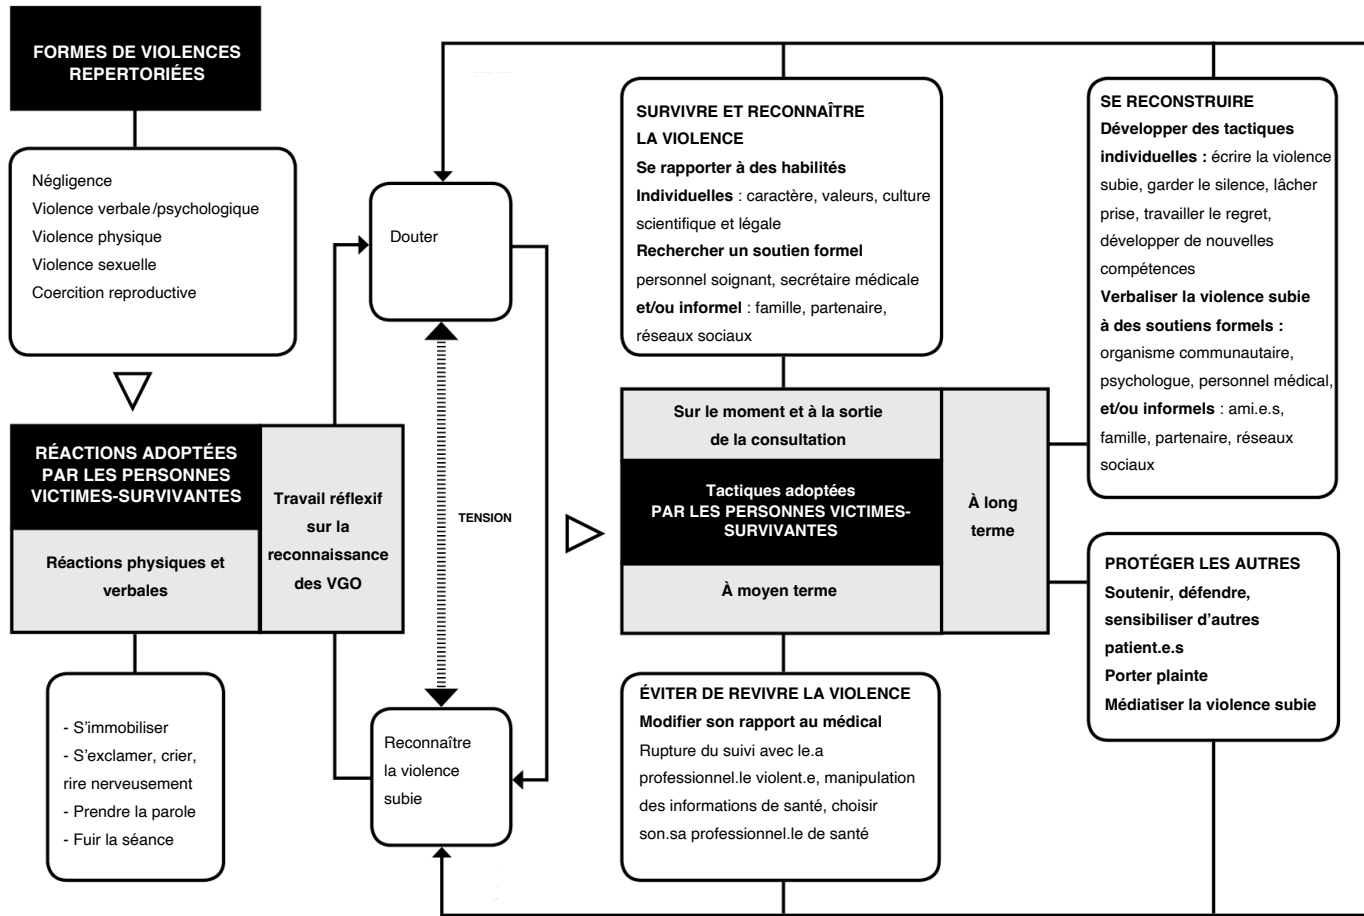 FORMES DE VIOLENCES
REPERTORIÉES
Négligence
Violence verbale/psychologique
Violence physique
Violence sexuelle
Coercition reproductive
RÉACTIONS ADOPTÉES
PAR LES PERSONNES
VICTIMES-SURVIVANTES
Réactions physiques et
verbales
- S'immobiliser
- S'exclamer, crier,
rire nerveusement
- Prendre la parole
- Fuir la séance
Travail réflexif
sur la
reconnaissance
des VGO
Douter
TENSION
Reconnaître
la violence
subie
SURVIVRE ET RECONNAÎTRE
LA VIOLENCE
Se rapporter à des habilités
Individuelles : caractère, valeurs, culture
scientifique et légale
Rechercher un soutien formel
personnel soignant, secrétaire médicale
et/ou informel : famille, partenaire,
réseaux sociaux
Sur le moment et à la sortie
de la consultation
Tactiques adoptées
PAR LES PERSONNES VICTIMES-
SURVIVANTES
À moyen terme
À long
terme
ÉVITER DE REVIVRE LA VIOLENCE
Modifier son rapport au médical
Rupture du suivi avec le.a
professionnel.le violent.e, manipulation
des informations de santé, choisir
son.sa professionnel.le de santé
SE RECONSTRUIRE
Développer des tactiques
individuelles : écrire la violence
subie, garder le silence, lâcher
prise, travailler le regret,
développer de nouvelles
compétences
Verbaliser la violence subie
à des soutiens formels :
organisme communautaire,
psychologue, personnel médical,
et/ou informels : ami.e.s,
famille, partenaire, réseaux
sociaux
PROTÉGER LES AUTRES
Soutenir, défendre,
sensibiliser d'autres
patient.e.s
Porter plainte
Médiatiser la violence subie